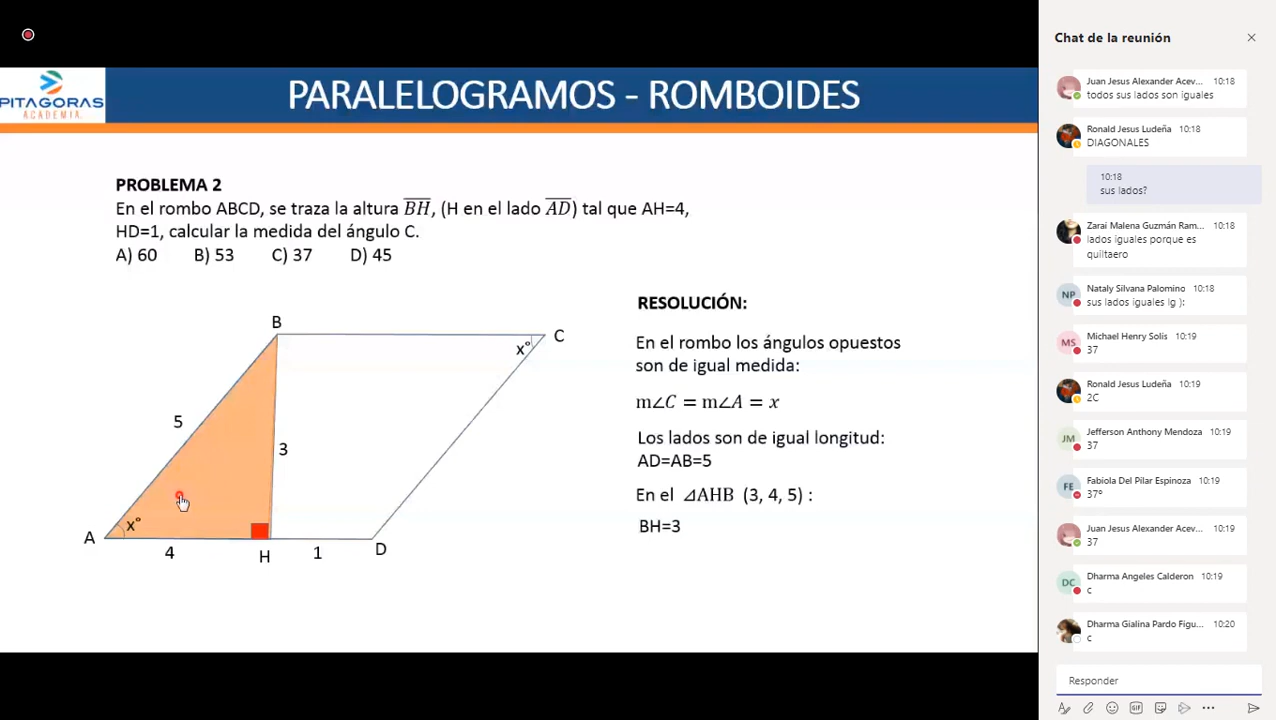 PITAGORAS
ACADEMIA
PARALELOGRAMOS - ROMBOIDES
PROBLEMA 2
En el rombo ABCD, se traza la altura B̅H̅, (H en el lado A̅D̅) tal que AH=4,
HD=1, calcular la medida del ángulo C.
A) 60 B) 53 C) 37 D) 45
B
C
x°
5
3
x°
A
4
H
1
D
RESOLUCIÓN:
En el rombo los ángulos opuestos
son de igual medida:
m∠C = m∠A = x
Los lados son de igual longitud:
AD=AB=5
En el ⊿AHB (3, 4, 5) :
BH=3
Chat de la reunión
Juan Jesus Alexander Acev... 10:18
todos sus lados son iguales
Ronald Jesus Ludeña 10:18
DIAGONALES
10:18
sus lados?
Zaraí Malena Guzmán Ram... 10:18
lados iguales porque es
quiltaero
NP
Nataly Silvana Palomino 10:18
sus lados iguales lg ):
MS
Michael Henry Solis 10:19
37
Ronald Jesus Ludeña 10:19
2C
JM
Jefferson Anthony Mendoza 10:19
37
FE
Fabiola Del Pilar Espinoza 10:19
37°
Juan Jesus Alexander Acev... 10:19
37
DC
Dharma Angeles Calderon 10:19
c
Dharma Gialina Pardo Figu... 10:20
c
Responder
GIF